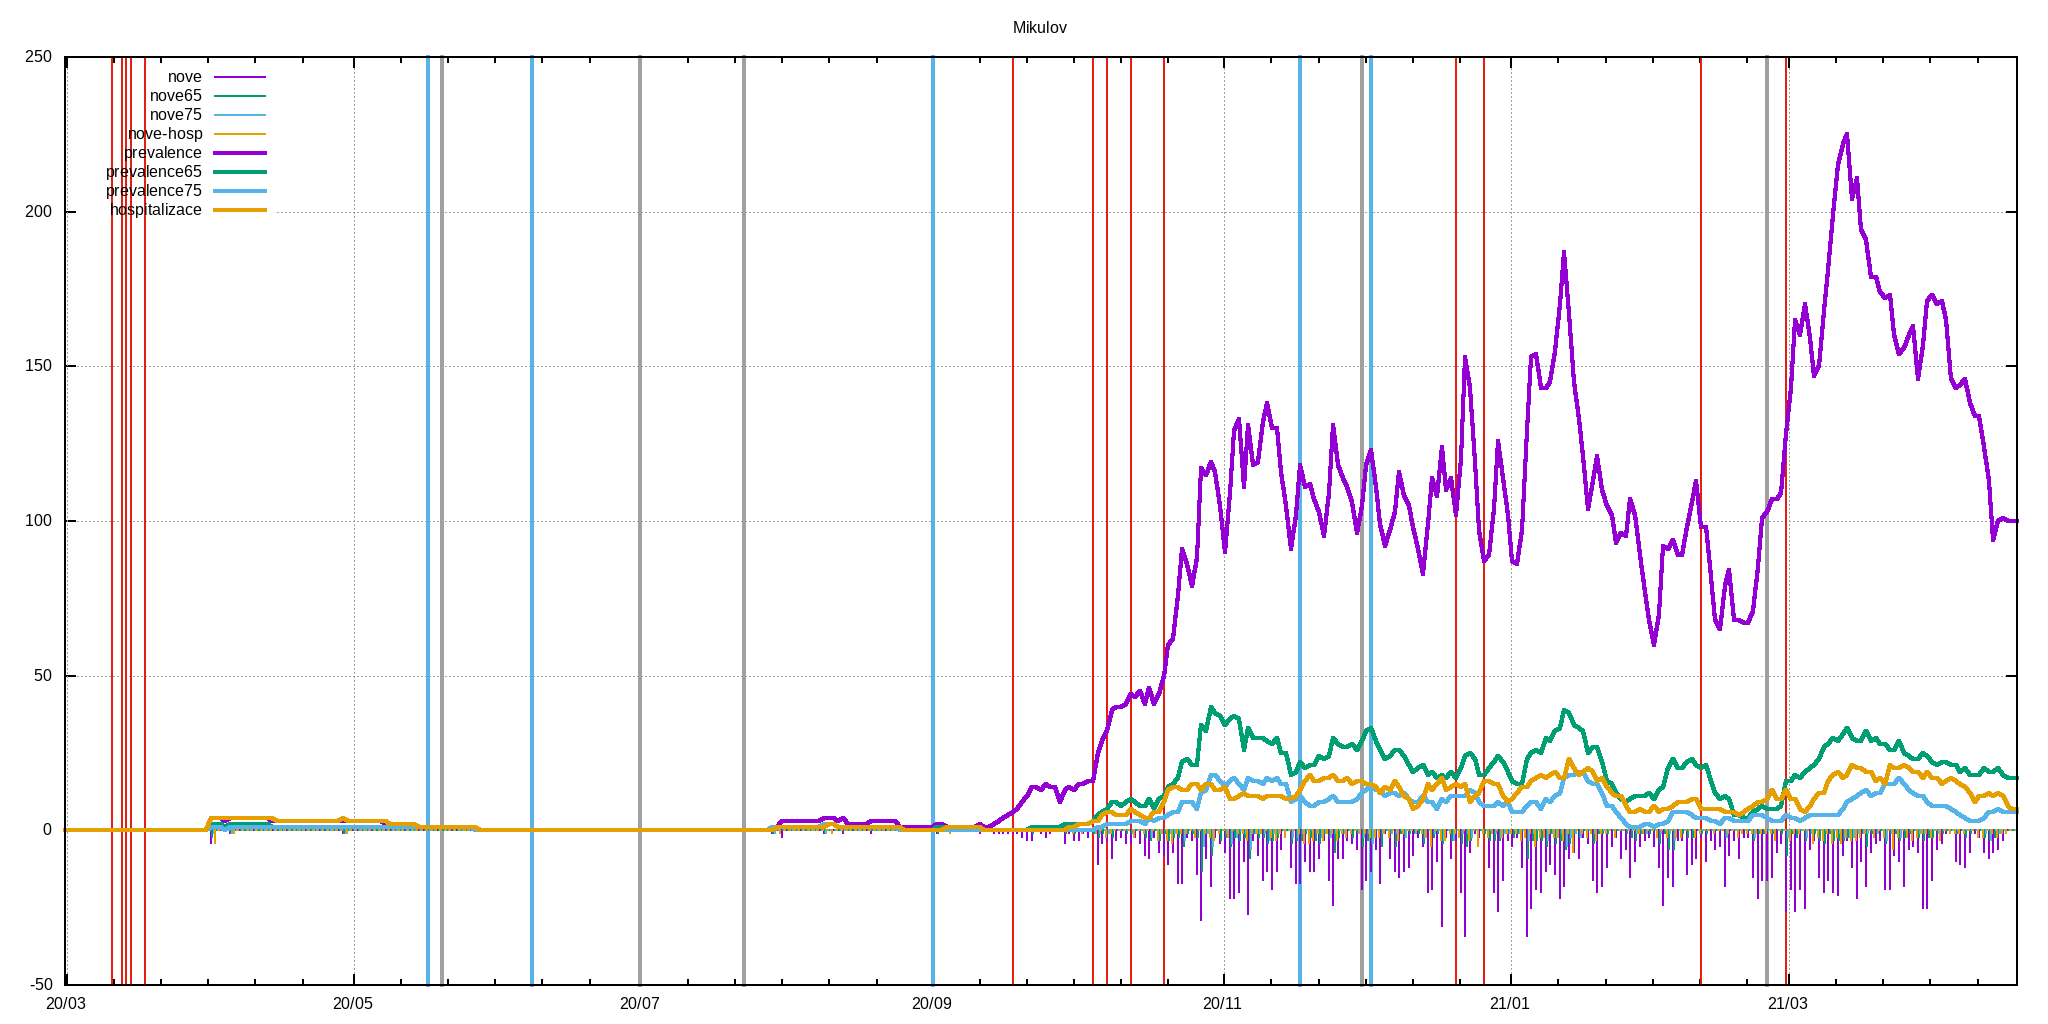 Mikulov
250
200
150
100
50
0
-50
nove
nove65
nove75
nove-hosp
prevalence
prevalence65
prevalence75
hospitalizace
20/03 20/05 20/07 20/09 20/11 21/01 21/03